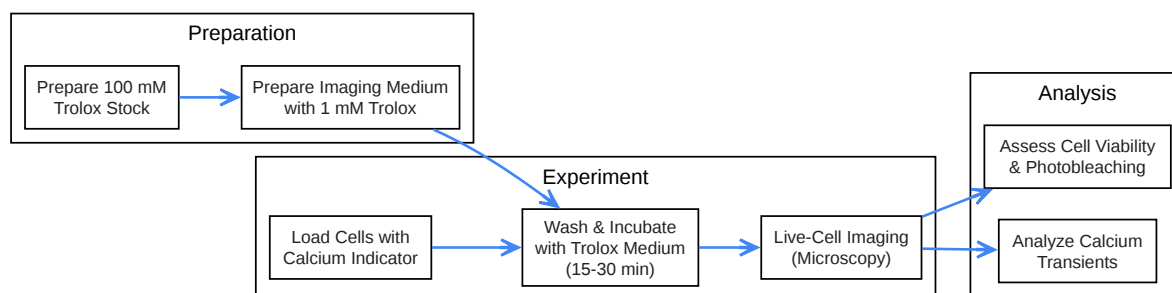 Preparation
Prepare 100 mM
Trolox Stock
Prepare Imaging Medium
with 1 mM Trolox
Experiment
Load Cells with
Calcium Indicator
Wash & Incubate
with Trolox Medium
(15-30 min)
Live-Cell Imaging
(Microscopy)
Analysis
Assess Cell Viability
& Photobleaching
Analyze Calcium
Transients